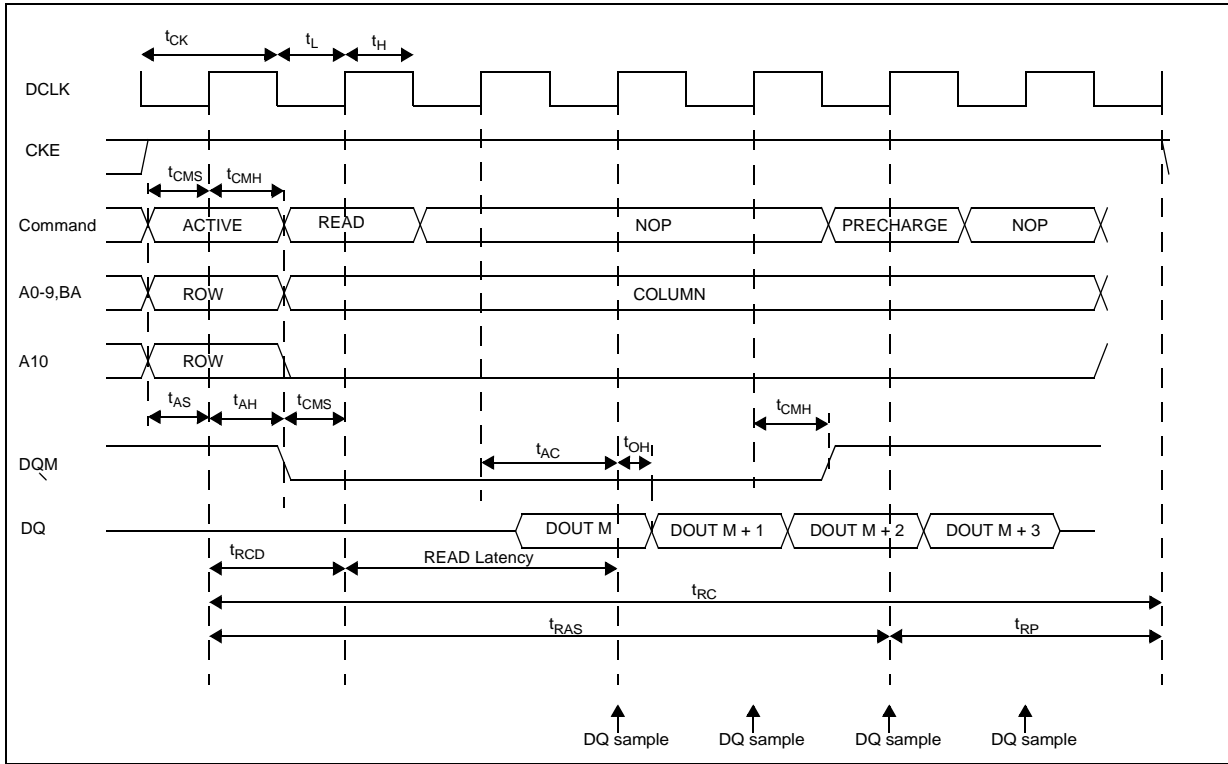 tCK tL tH
DCLK
CKE
tCMS tCMH
Command ACTIVE READ NOP PRECHARGE NOP
A0-9,BA ROW COLUMN
A10 ROW
tAS tAH tCMS tCMH
DQM tAC tOH
DQ DOUT M DOUT M + 1 DOUT M + 2 DOUT M + 3
tRCD READ Latency
tRC
tRAS tRP
DQ sample DQ sample DQ sample DQ sample